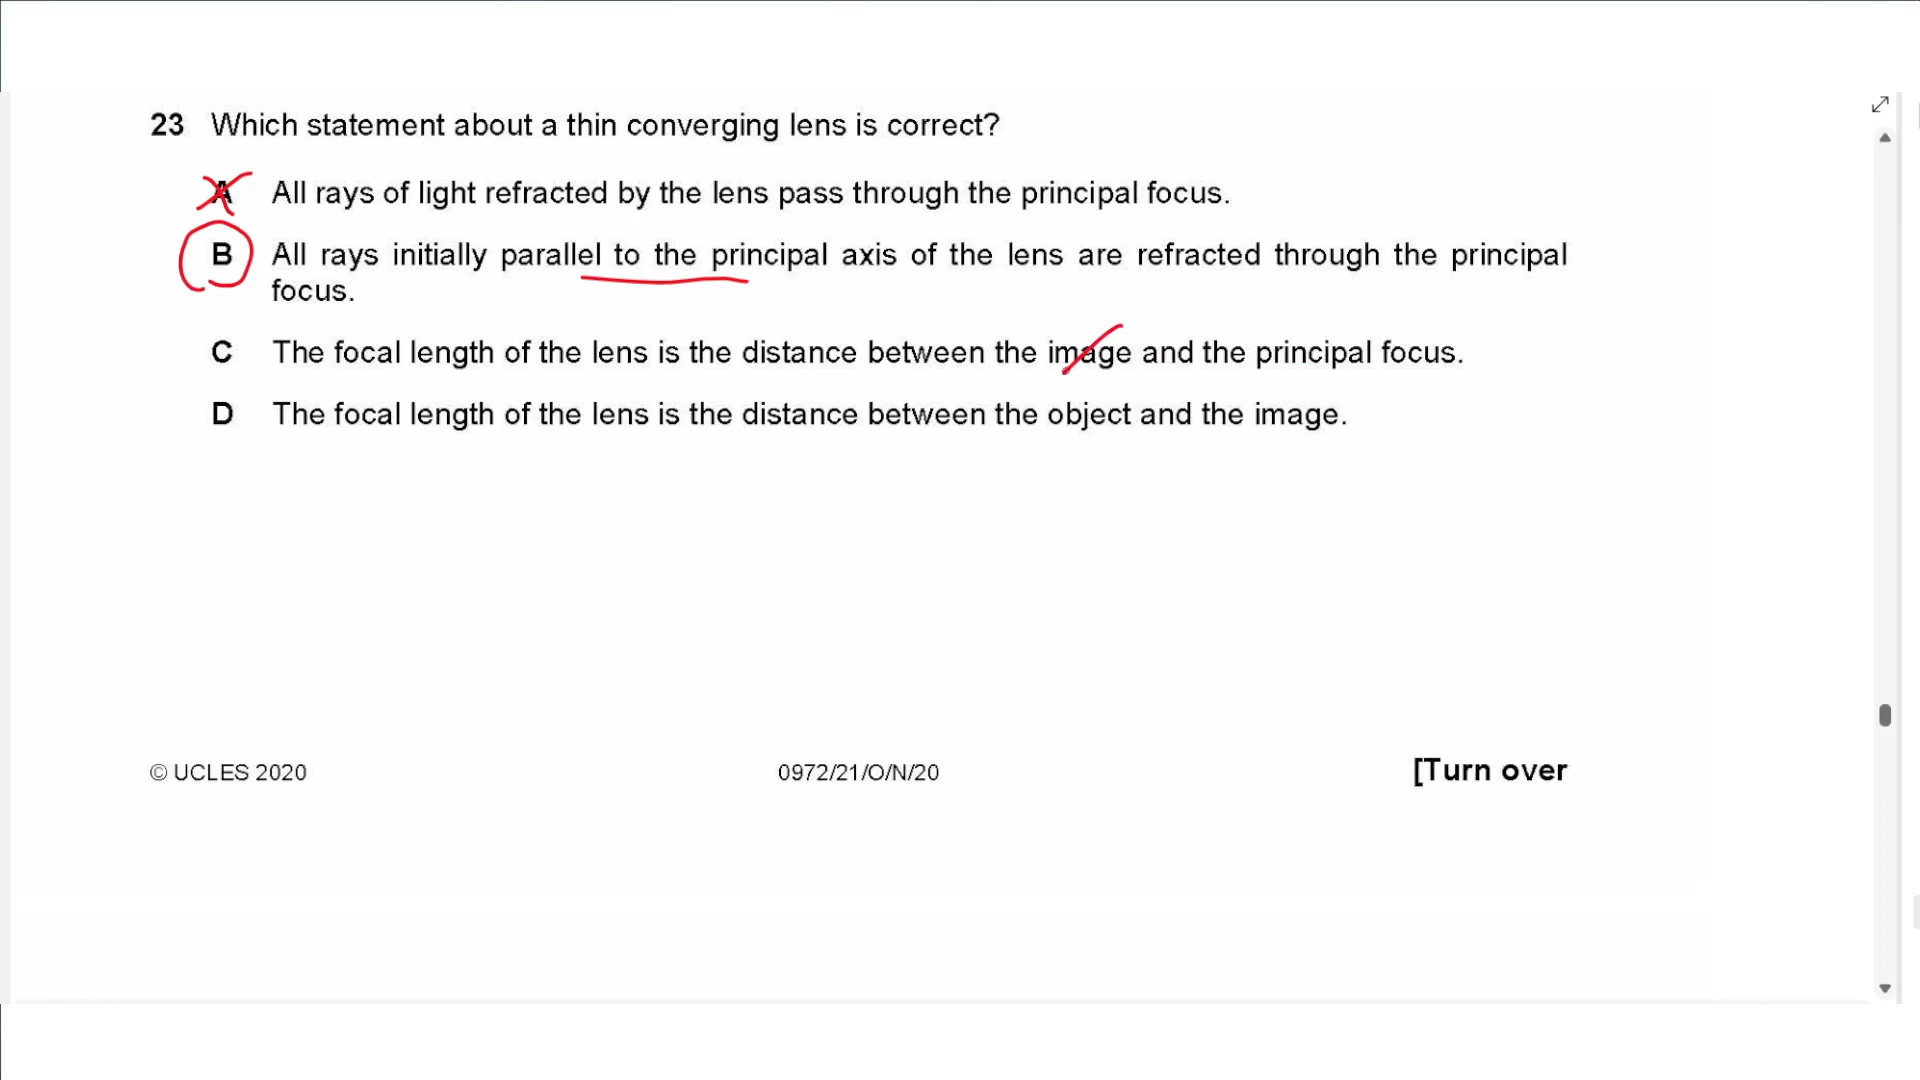 23 Which statement about a thin converging lens is correct?
A All rays of light refracted by the lens pass through the principal focus.
B All rays initially parallel to the principal axis of the lens are refracted through the principal
focus.
C The focal length of the lens is the distance between the image and the principal focus.
D The focal length of the lens is the distance between the object and the image.
© UCLES 2020 0972/21/O/N/20 [Turn over